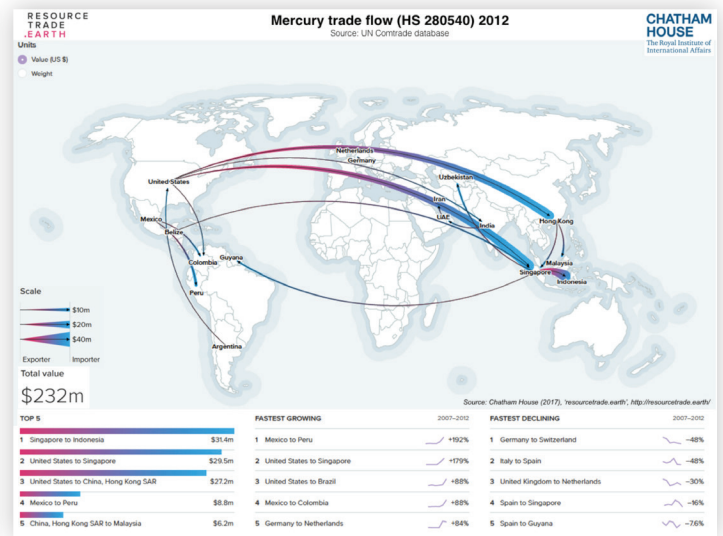 RESOURCE
TRADE
.EARTH
Mercury trade flow (HS 280540) 2012
Source: UN Comtrade database
CHATHAM
HOUSE
The Royal Institute of
International Affairs
Units
Value (US $)
Weight
Netherlands
Germany
United States
Uzbekistan
Iran
UAE
India
Mexico
Belize
Hong Kong
Guyana
Colombia
Malaysia
Singapore
Indonesia
Peru
Argentina
Scale
$10m
$20m
$40m
Exporter Importer
Total value
$232m
Source: Chatham House (2017), 'resourcetrade.earth', http://resourcetrade.earth/
TOP 5
1 Singapore to Indonesia $31.4m
2 United States to Singapore $29.5m
3 United States to China, Hong Kong SAR $27.2m
4 Mexico to Peru $8.8m
5 China, Hong Kong SAR to Malaysia $6.2m
FASTEST GROWING 2007–2012
1 Mexico to Peru +192%
2 United States to Singapore +179%
3 United States to Brazil +88%
4 Mexico to Colombia +88%
5 Germany to Netherlands +84%
FASTEST DECLINING 2007–2012
1 Germany to Switzerland –48%
2 Italy to Spain –48%
3 United Kingdom to Netherlands –30%
4 Spain to Singapore –16%
5 Spain to Guyana –7.6%